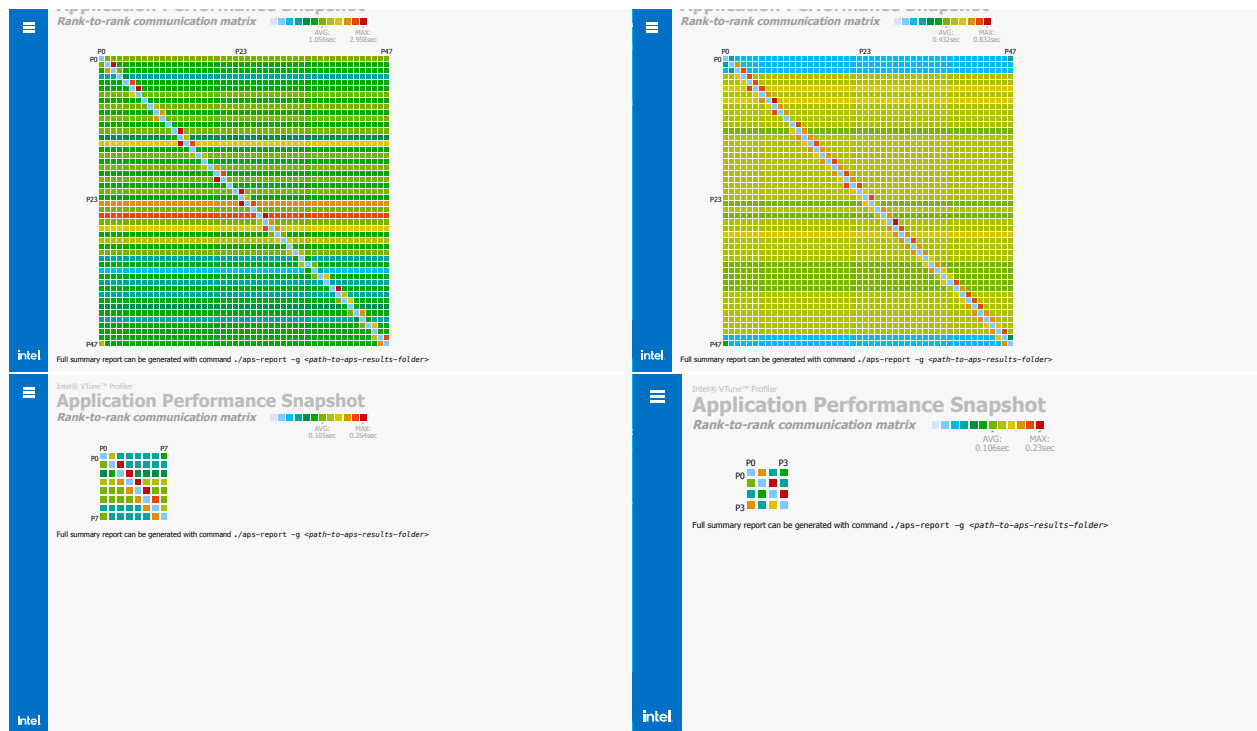 Application Performance Snapshot
Rank-to-rank communication matrix
AVG: MAX:
1.056sec 2.958sec
P0 P23 P47
P0
P23
P47
Full summary report can be generated with command ./aps-report -g <path-to-aps-results-folder>
intel
Application Performance Snapshot
Rank-to-rank communication matrix
AVG: MAX:
0.432sec 0.832sec
P0 P23 P47
P0
P23
P47
Full summary report can be generated with command ./aps-report -g <path-to-aps-results-folder>
intel
Intel® VTune™ Profiler
Application Performance Snapshot
Rank-to-rank communication matrix
AVG: MAX:
0.105sec 0.264sec
P0 P7
P0
P7
Full summary report can be generated with command ./aps-report -g <path-to-aps-results-folder>
intel
Intel® VTune™ Profiler
Application Performance Snapshot
Rank-to-rank communication matrix
AVG: MAX:
0.106sec 0.23sec
P0 P3
P0
P3
Full summary report can be generated with command ./aps-report -g <path-to-aps-results-folder>
intel